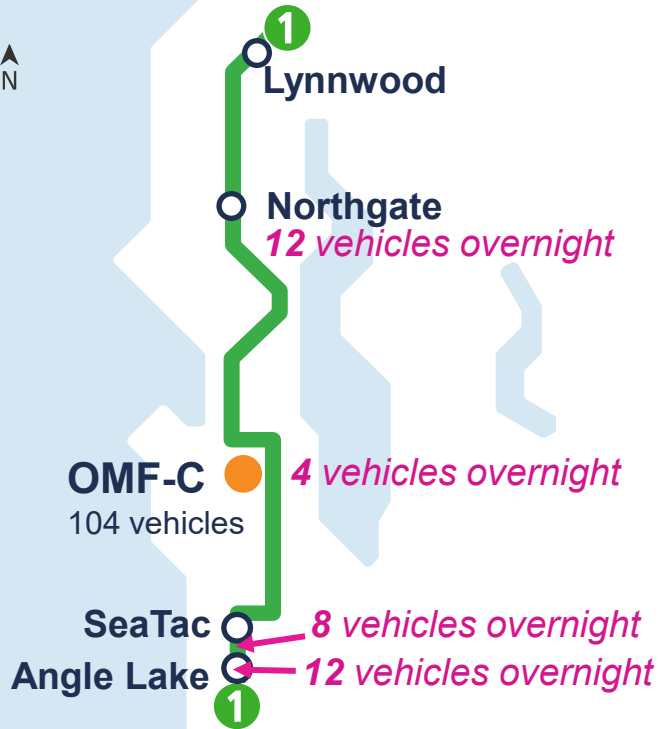 1
N
Lynnwood
Northgate
12 vehicles overnight
OMF-C
4 vehicles overnight
104 vehicles
SeaTac
8 vehicles overnight
Angle Lake
12 vehicles overnight
1